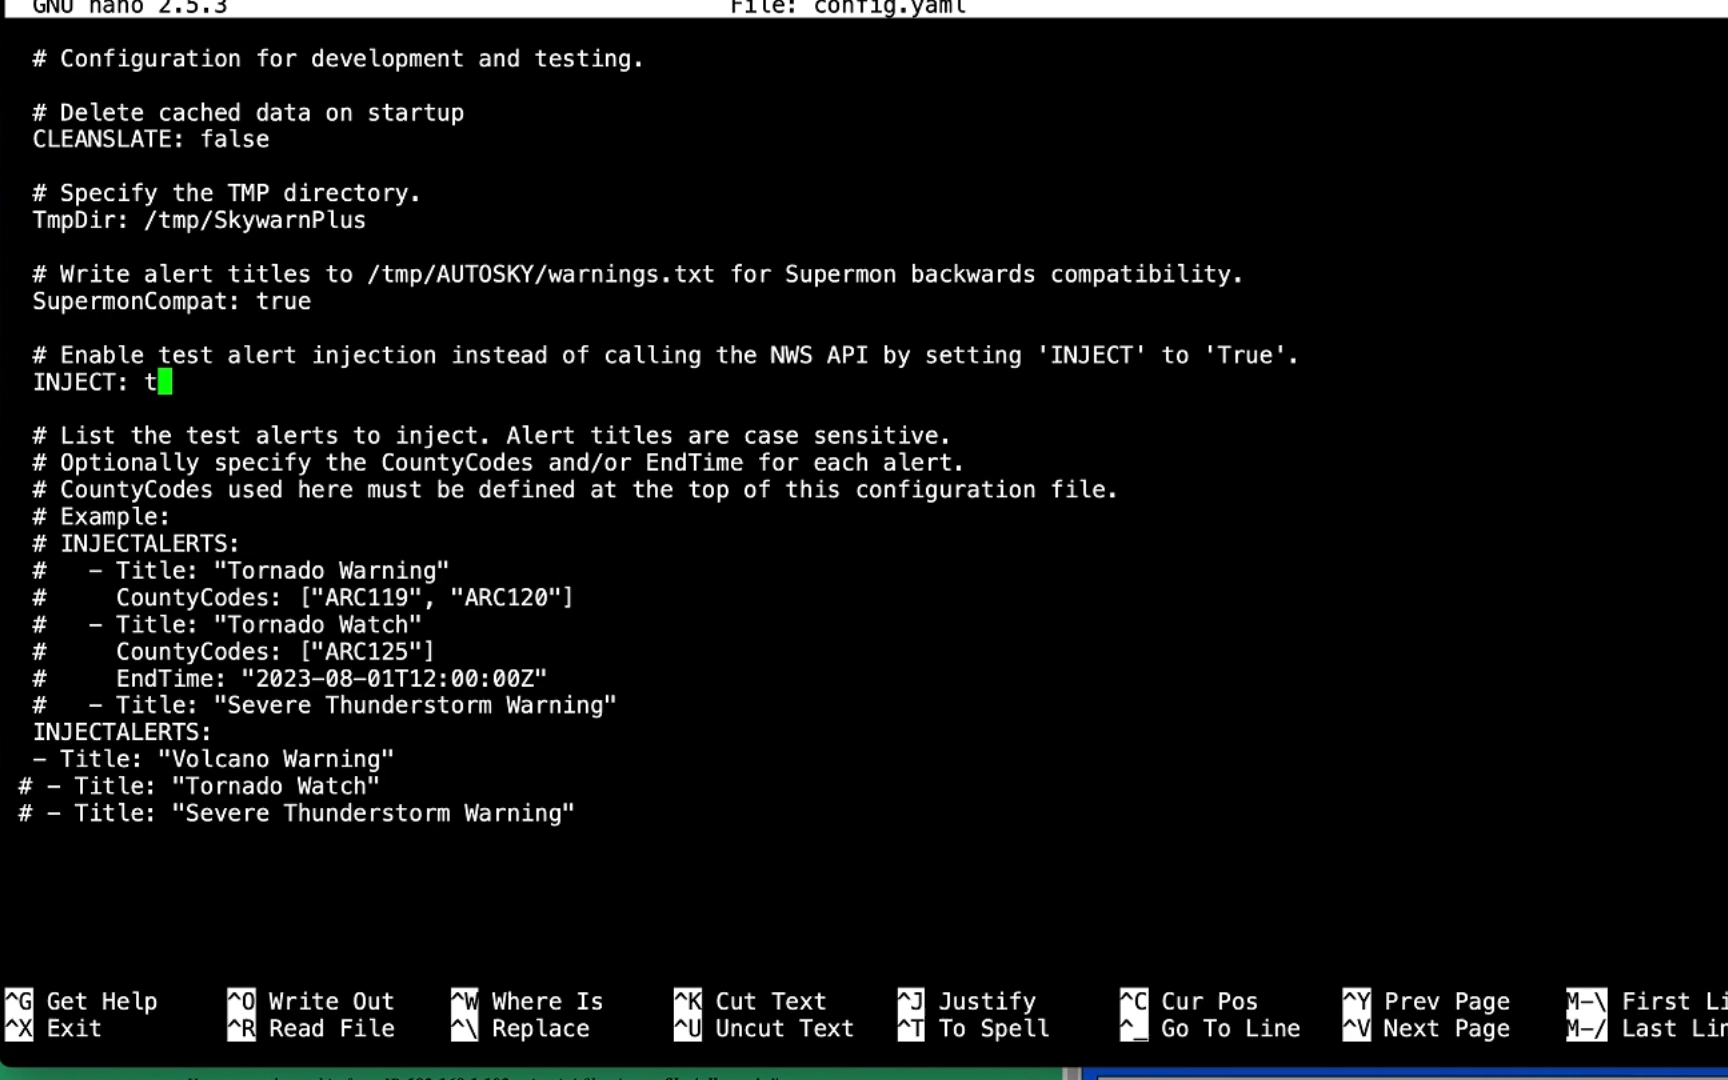 GNU nano 2.5.3 File: config.yaml
# Configuration for development and testing.
# Delete cached data on startup
CLEANSLATE: false
# Specify the TMP directory.
TmpDir: /tmp/SkywarnPlus
# Write alert titles to /tmp/AUTOSKY/warnings.txt for Supermon backwards compatibility.
SupermonCompat: true
# Enable test alert injection instead of calling the NWS API by setting 'INJECT' to 'True'.
INJECT: t
# List the test alerts to inject. Alert titles are case sensitive.
# Optionally specify the CountyCodes and/or EndTime for each alert.
# CountyCodes used here must be defined at the top of this configuration file.
# Example:
# INJECTALERTS:
#   - Title: "Tornado Warning"
#     CountyCodes: ["ARC119", "ARC120"]
#   - Title: "Tornado Watch"
#     CountyCodes: ["ARC125"]
#     EndTime: "2023-08-01T12:00:00Z"
#   - Title: "Severe Thunderstorm Warning"
INJECTALERTS:
- Title: "Volcano Warning"
# - Title: "Tornado Watch"
# - Title: "Severe Thunderstorm Warning"
^G Get Help ^O Write Out ^W Where Is ^K Cut Text ^J Justify ^C Cur Pos ^Y Prev Page M-\ First Li
^X Exit ^R Read File ^\ Replace ^U Uncut Text ^T To Spell ^_ Go To Line ^V Next Page M-/ Last Lin